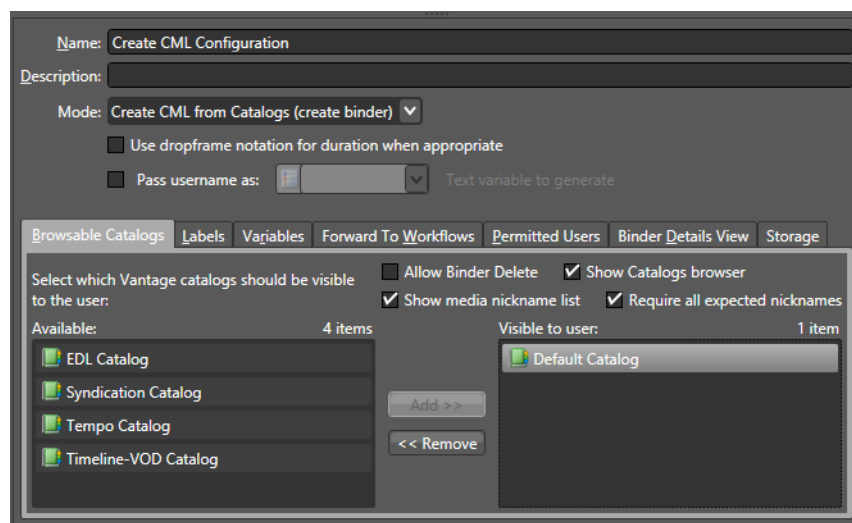 Name: Create CML Configuration
Description:
Mode: Create CML from Catalogs (create binder)
Use dropframe notation for duration when appropriate
Pass username as: Text variable to generate
Browsable Catalogs Labels Variables Forward To Workflows Permitted Users Binder Details View Storage
Select which Vantage catalogs should be visible
to the user:
Allow Binder Delete Show Catalogs browser
Show media nickname list Require all expected nicknames
Available: 4 items
Visible to user: 1 item
EDL Catalog
Syndication Catalog
Tempo Catalog
Timeline-VOD Catalog
Add >>
<< Remove
Default Catalog